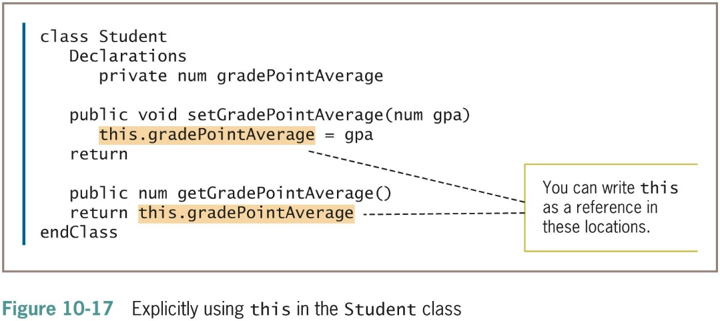 class Student
Declarations
private num gradePointAverage
public void setGradePointAverage(num gpa)
this.gradePointAverage = gpa
return
public num getGradePointAverage()
return this.gradePointAverage
endClass
You can write this
as a reference in
these locations.
Figure 10-17 Explicitly using this in the Student class